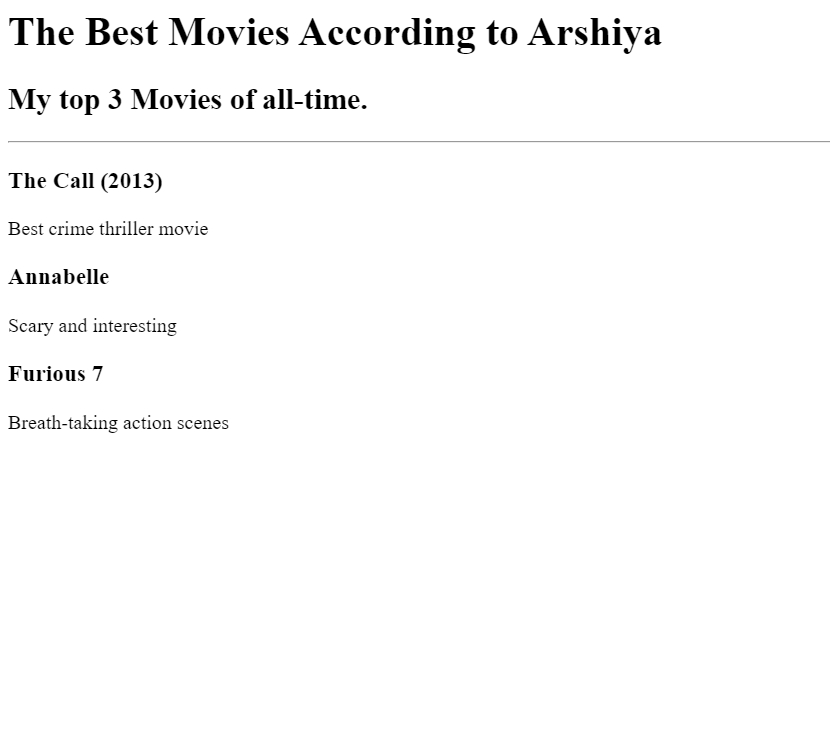 The Best Movies According to Arshiya
My top 3 Movies of all-time.
The Call (2013)
Best crime thriller movie
Annabelle
Scary and interesting
Furious 7
Breath-taking action scenes